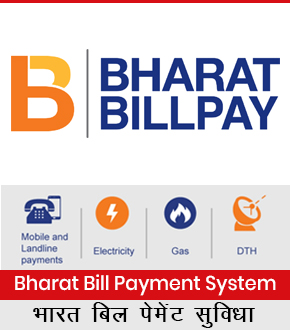 BHARAT
BILLPAY
Mobile and
Landline
payments
Electricity
Gas
DTH
Bharat Bill Payment System
भारत बिल पेमेंट सुविधा